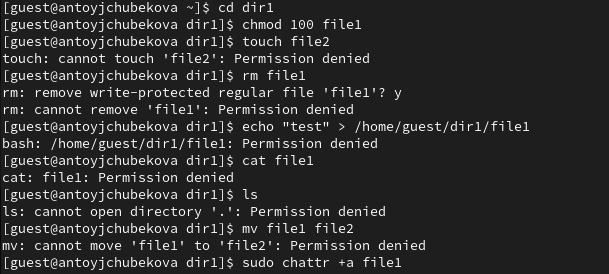 [guest@antoyjchubekova ~]$ cd dir1
[guest@antoyjchubekova dir1]$ chmod 100 file1
[guest@antoyjchubekova dir1]$ touch file2
touch: cannot touch 'file2': Permission denied
[guest@antoyjchubekova dir1]$ rm file1
rm: remove write-protected regular file 'file1'? y
rm: cannot remove 'file1': Permission denied
[guest@antoyjchubekova dir1]$ echo "test" > /home/guest/dir1/file1
bash: /home/guest/dir1/file1: Permission denied
[guest@antoyjchubekova dir1]$ cat file1
cat: file1: Permission denied
[guest@antoyjchubekova dir1]$ ls
ls: cannot open directory '.': Permission denied
[guest@antoyjchubekova dir1]$ mv file1 file2
mv: cannot move 'file1' to 'file2': Permission denied
[guest@antoyjchubekova dir1]$ sudo chattr +a file1